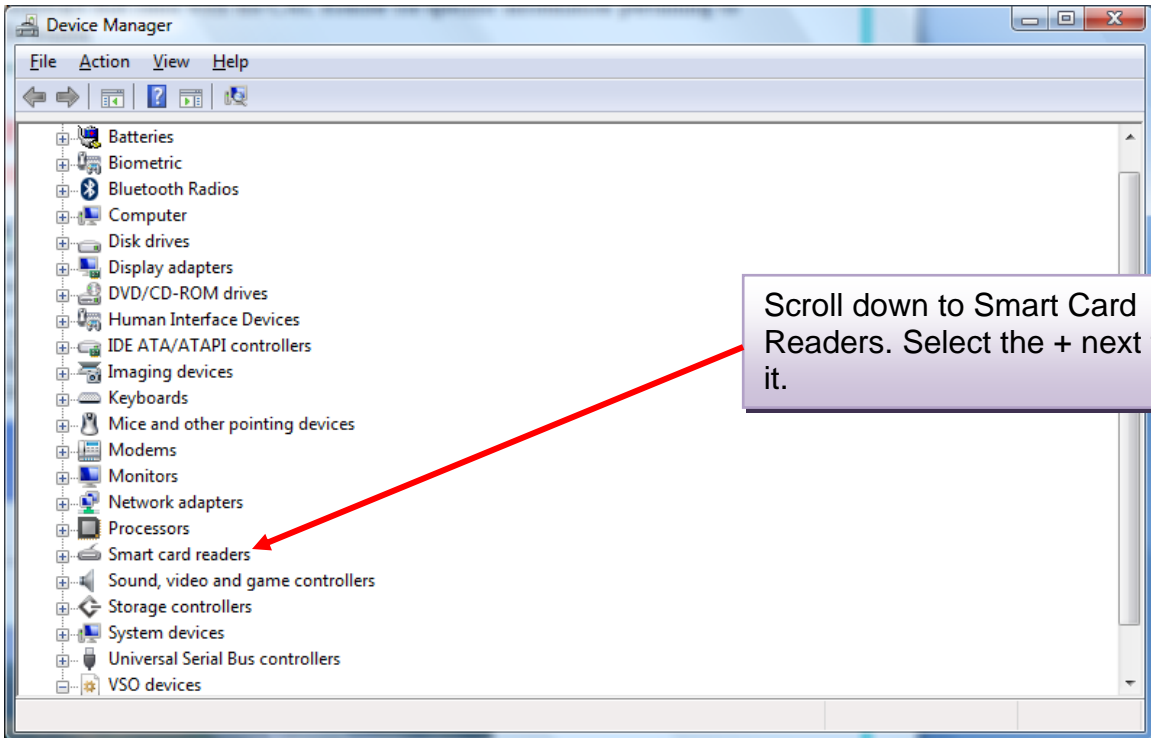 Device Manager
File Action View Help
Batteries
Biometric
Bluetooth Radios
Computer
Disk drives
Display adapters
DVD/CD-ROM drives
Human Interface Devices
IDE ATA/ATAPI controllers
Imaging devices
Keyboards
Mice and other pointing devices
Modems
Monitors
Network adapters
Processors
Smart card readers
Sound, video and game controllers
Storage controllers
System devices
Universal Serial Bus controllers
VSO devices
Scroll down to Smart Card
Readers. Select the + next
it.